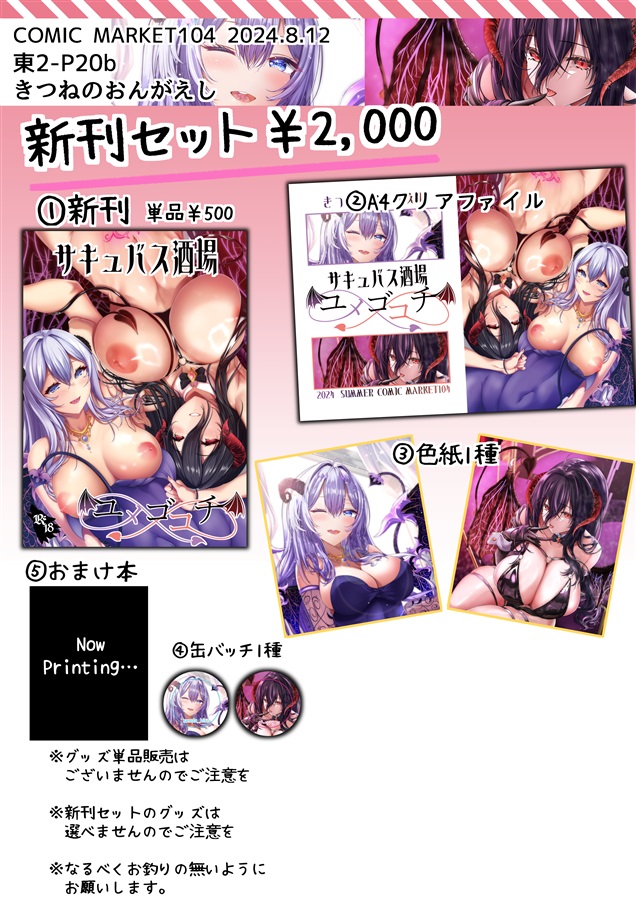 COMIC MARKET104 2024.8.12
東2-P20b
きつねのおんがえし
新刊セット¥2,000
①新刊 単品¥500
サキュバス酒場
ユメゴコチ
R-18
②A4クリアファイル
サキュバス酒場
ユメゴコチ
2024 SUMMER COMIC MARKET104
③色紙1種
⑤おまけ本
Now
Printing…
④缶バッチ1種
※グッズ単品販売は
ございませんのでご注意を
※新刊セットのグッズは
選べませんのでご注意を
※なるべくお釣りの無いように
お願いします。